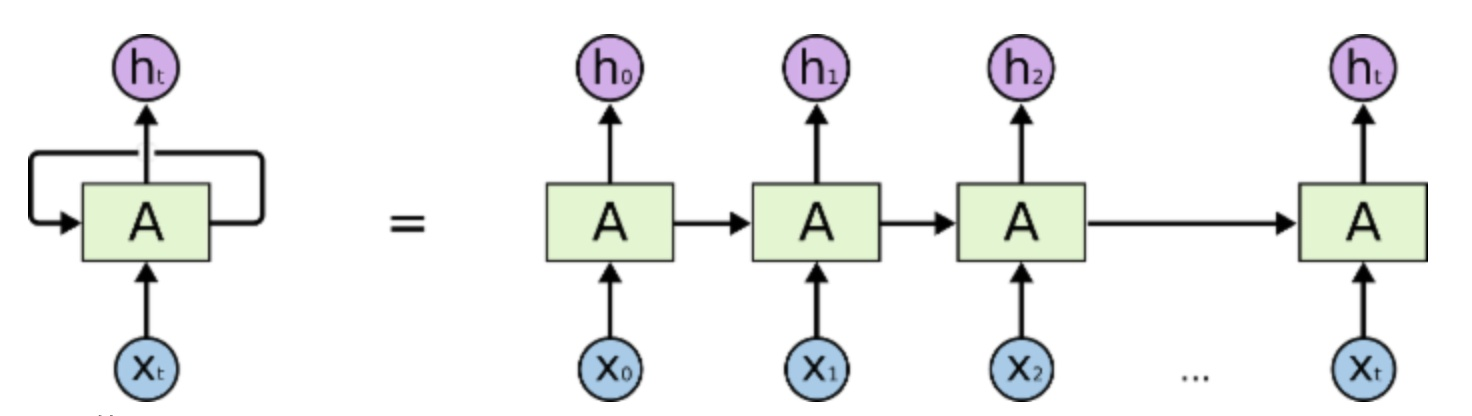 ht h0 h1 h2 ht
A = A A A A
xt x0 x1 x2 ... xt